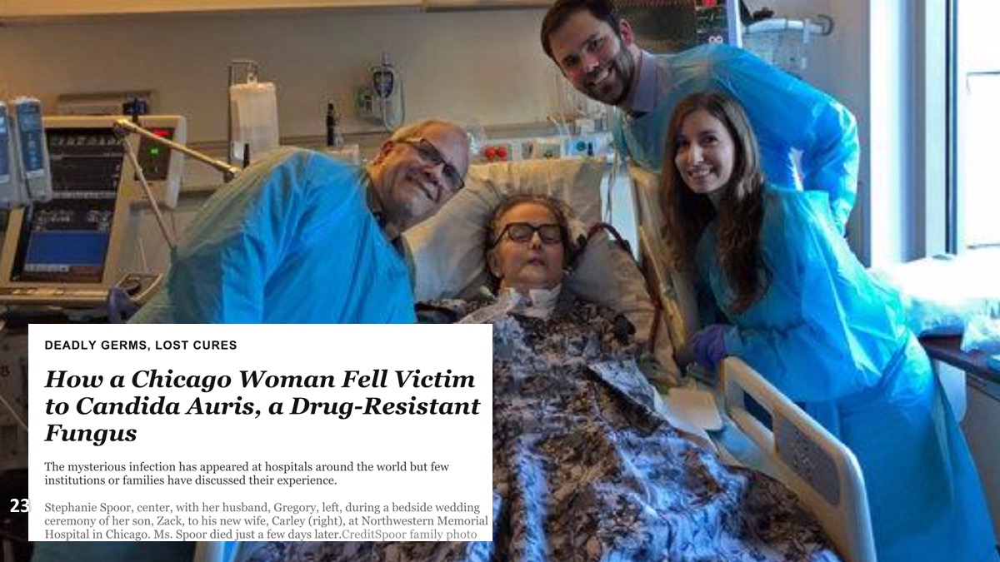 DEADLY GERMS, LOST CURES
How a Chicago Woman Fell Victim
to Candida Auris, a Drug-Resistant
Fungus
The mysterious infection has appeared at hospitals around the world but few
institutions or families have discussed their experience.
23
Stephanie Spoor, center, with her husband, Gregory, left, during a bedside wedding
ceremony of her son, Zack, to his new wife, Carley (right), at Northwestern Memorial
Hospital in Chicago. Ms. Spoor died just a few days later.CreditSpoor family photo